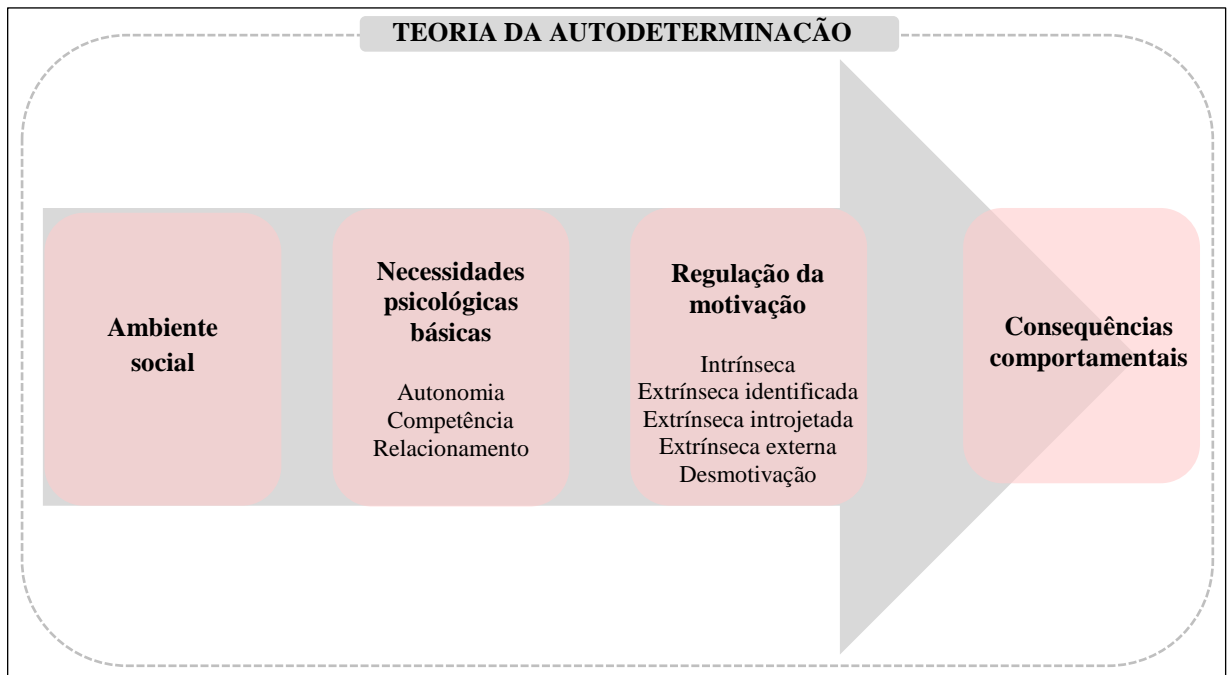 TEORIA DA AUTODETERMINAÇÃO
Ambiente
social
Necessidades
psicológicas
básicas
Autonomia
Competência
Relacionamento
Regulação da
motivação
Intrínseca
Extrínseca identificada
Extrínseca introjetada
Extrínseca externa
Desmotivação
Consequências
comportamentais